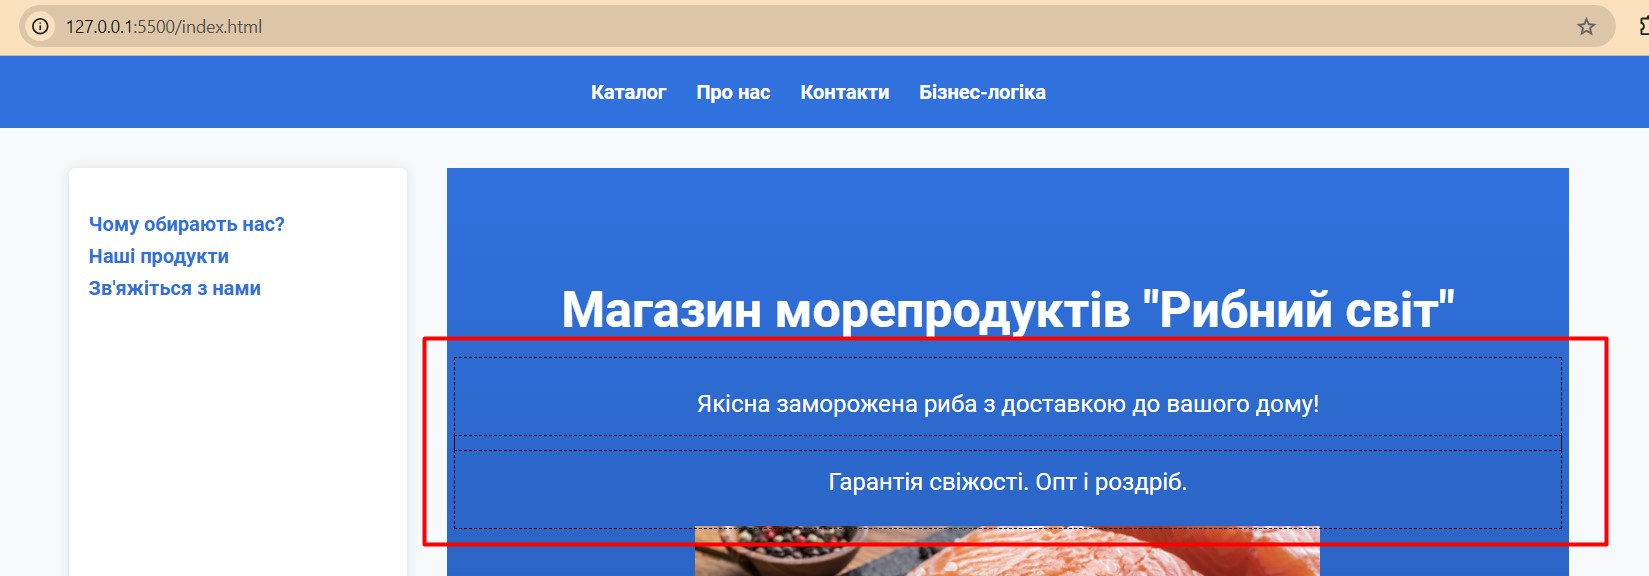 127.0.0.1:5500/index.html
Каталог Про нас Контакти Бізнес-логіка
Чому обирають нас?
Наші продукти
Зв'яжіться з нами
Магазин морепродуктів "Рибний світ"
Якісна заморожена риба з доставкою до вашого дому!
Гарантія свіжості. Опт і роздріб.